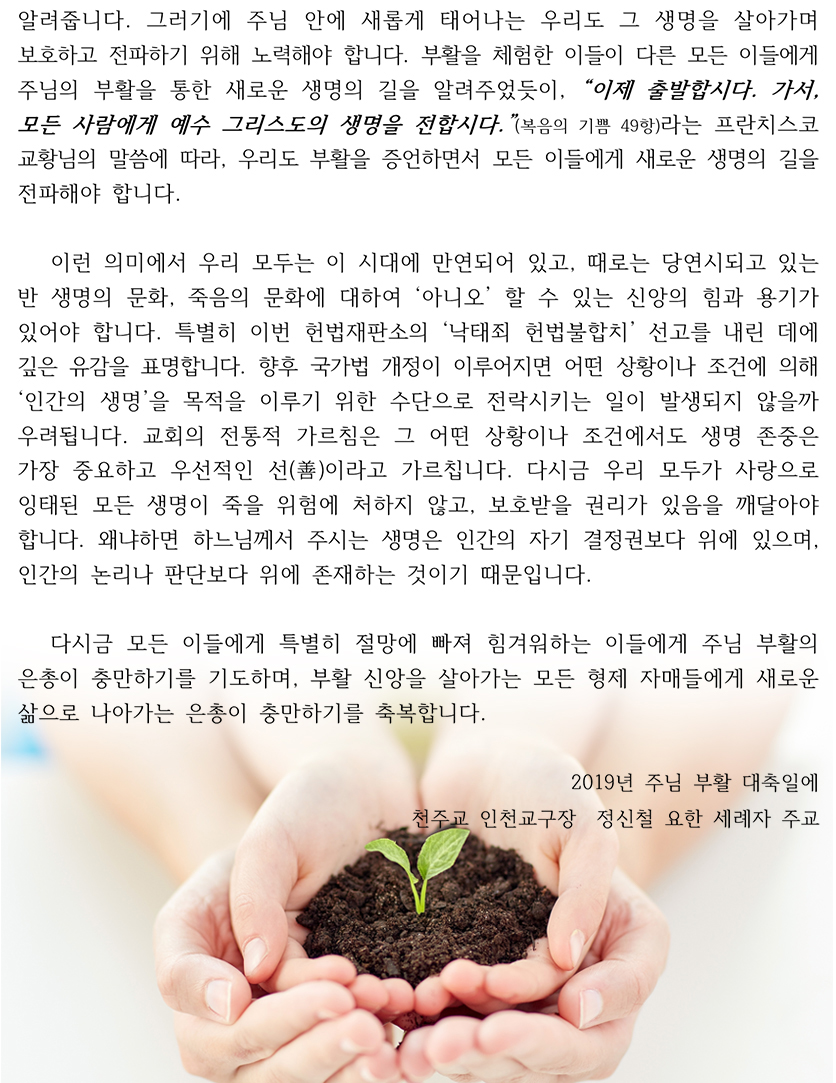 알려줍니다. 그러기에 주님 안에 새롭게 태어나는 우리도 그 생명을 살아가며
보호하고 전파하기 위해 노력해야 합니다. 부활을 체험한 이들이 다른 모든 이들에게
주님의 부활을 통한 새로운 생명의 길을 알려주었듯이, “이제 출발합시다. 가서,
모든 사람에게 예수 그리스도의 생명을 전합시다.”(복음의 기쁨 49항)라는 프란치스코
교황님의 말씀에 따라, 우리도 부활을 증언하면서 모든 이들에게 새로운 생명의 길을
전파해야 합니다.
이런 의미에서 우리 모두는 이 시대에 만연되어 있고, 때로는 당연시되고 있는
반 생명의 문화, 죽음의 문화에 대하여 ‘아니오’ 할 수 있는 신앙의 힘과 용기가
있어야 합니다. 특별히 이번 헌법재판소의 ‘낙태죄 헌법불합치’ 선고를 내린 데에
깊은 유감을 표명합니다. 향후 국가법 개정이 이루어지면 어떤 상황이나 조건에 의해
‘인간의 생명’을 목적을 이루기 위한 수단으로 전락시키는 일이 발생되지 않을까
우려됩니다. 교회의 전통적 가르침은 그 어떤 상황이나 조건에서도 생명 존중은
가장 중요하고 우선적인 선(善)이라고 가르칩니다. 다시금 우리 모두가 사랑으로
잉태된 모든 생명이 죽을 위험에 처하지 않고, 보호받을 권리가 있음을 깨달아야
합니다. 왜냐하면 하느님께서 주시는 생명은 인간의 자기 결정권보다 위에 있으며,
인간의 논리나 판단보다 위에 존재하는 것이기 때문입니다.
다시금 모든 이들에게 특별히 절망에 빠져 힘겨워하는 이들에게 주님 부활의
은총이 충만하기를 기도하며, 부활 신앙을 살아가는 모든 형제 자매들에게 새로운
삶으로 나아가는 은총이 충만하기를 축복합니다.
2019년 주님 부활 대축일에
천주교 인천교구장 정신철 요한 세례자 주교